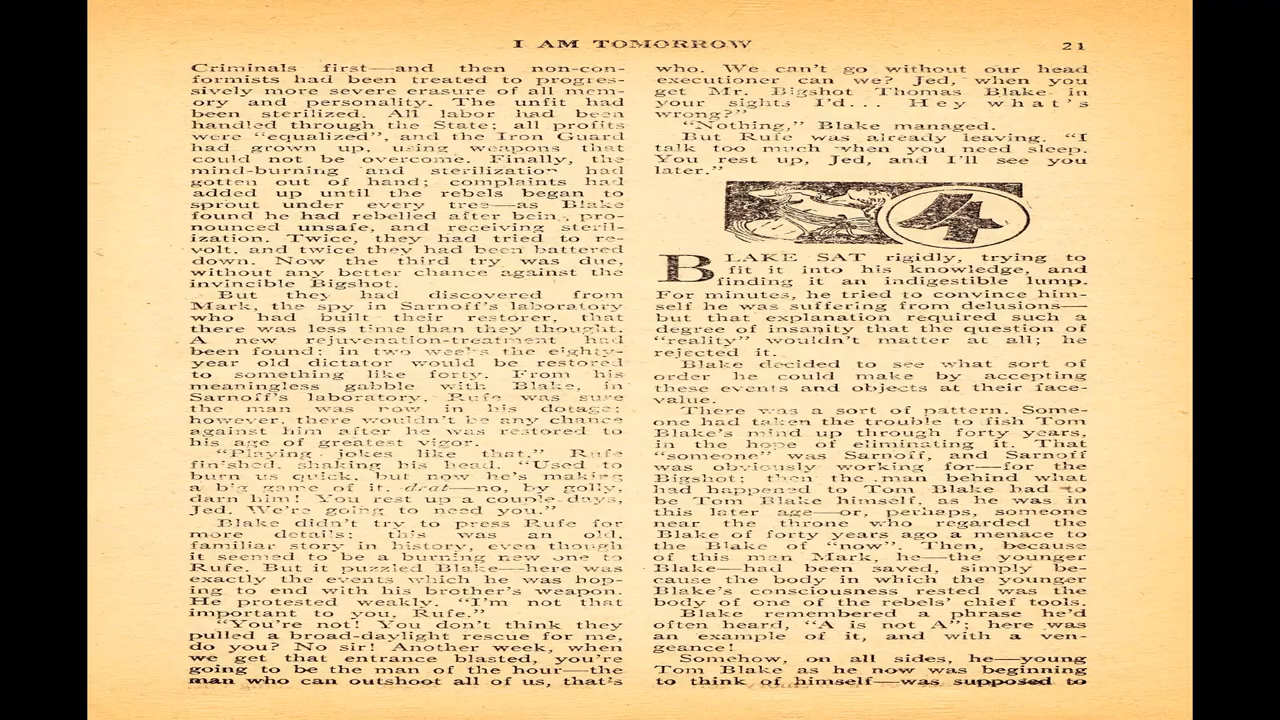 I AM TOMORROW
21
Criminals first—and then non-con-
formists had been treated to progres-
sively more severe erasure of all mem-
ory and personality. The unfit had
been sterilized. All labor had been
handled through the State; all profits
were "equalized", and the Iron Guard
had grown up, using weapons that
could not be overcome. Finally, the
mind-burning and sterilization had
gotten out of hand; complaints had
added up until the rebels began to
sprout under every tree—as Blake
found he had rebelled after being pro-
nounced unsafe, and receiving steril-
ization. Twice, they had tried to re-
volt, and twice they had been battered
down. Now the third try was due,
without any better chance against the
invincible Bigshot.
But they had discovered from
Mark, the spy in Sarnoff's laboratory
who had built their restorer, that
there was less time than they thought.
A new rejuvenation-treatment had
been found; in two weeks the eighty-
year old dictator would be restored
to something like forty. From his
meaningless gabble with Blake, in
Sarnoff's laboratory, Rufe was sure
the man was now in his dotage;
however, there wouldn't be any chance
against him after he was restored to
his age of greatest vigor.
"Playing jokes like that," Rufe
finished, shaking his head. "Used to
burn us quick, but now he's making
a big game of it, drat—no, by golly,
darn him! You rest up a couple days,
Jed. We're going to need you."
Blake didn't try to press Rufe for
more details; this was an old,
familiar story in history, even though
it seemed to be a burning new one to
Rufe. But it puzzled Blake—here was
exactly the events which he was hop-
ing to end with his brother's weapon.
He protested weakly. "I'm not that
important to you, Rufe."
"You're not! You don't think they
pulled a broad-daylight rescue for me,
do you? No sir! Another week, when
we get that entrance blasted, you're
going to be the man of the hour—the
man who can outshoot all of us, that's
who. We can't go without our head
executioner can we? Jed, when you
get Mr. Bigshot Thomas Blake in
your sights I'd... Hey what's
wrong?"
"Nothing," Blake managed.
But Rufe was already leaving. "I
talk too much when you need sleep.
You rest up, Jed, and I'll see you
later."
4
BLAKE SAT rigidly, trying to
fit it into his knowledge, and
finding it an indigestible lump.
For minutes, he tried to convince him-
self he was suffering from delusions—
but that explanation required such a
degree of insanity that the question of
"reality" wouldn't matter at all; he
rejected it.
Blake decided to see what sort of
order he could make by accepting
these events and objects at their face-
value.
There was a sort of pattern. Some-
one had taken the trouble to fish Tom
Blake's mind up through forty years,
in the hope of eliminating it. That
"someone" was Sarnoff, and Sarnoff
was obviously working for—for the
Bigshot; then the man behind what
had happened to Tom Blake had to
be Tom Blake himself, as he was in
this later age—or, perhaps, someone
near the throne who regarded the
Blake of forty years ago a menace to
the Blake of "now". Then, because
of this man Mark, he—the younger
Blake—had been saved, simply be-
cause the body in which the younger
Blake's consciousness rested was the
body of one of the rebels' chief tools.
Blake remembered a phrase he'd
often heard, "A is not A"; here was
an example of it, and with a ven-
geance!
Somehow, on all sides, he—young
Tom Blake as he now was beginning
to think of himself—was supposed to